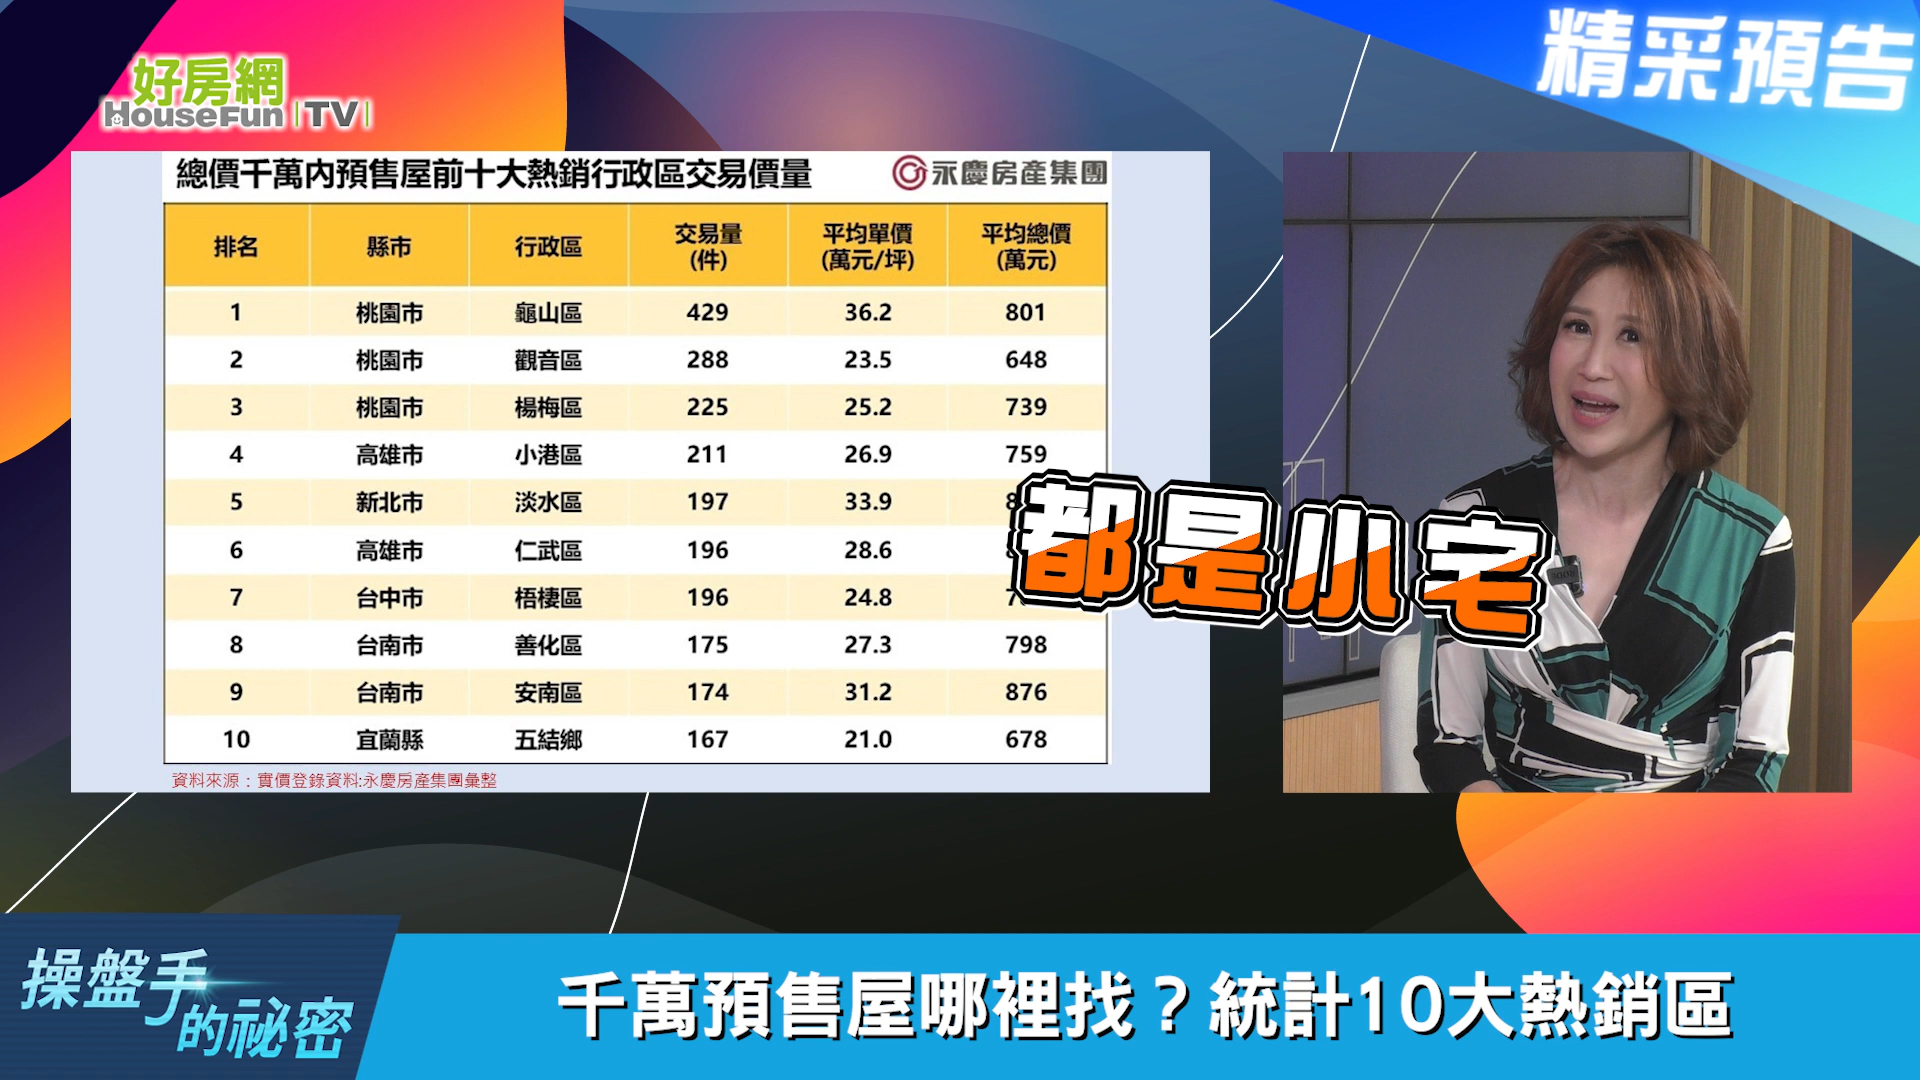 好房網
HouseFun TV
精采預告
總價千萬內預售屋前十大熱銷行政區交易價量
永慶房產集團
排名 縣市 行政區 交易量(件) 平均單價(萬元/坪) 平均總價(萬元)
1 桃園市 龜山區 429 36.2 801
2 桃園市 觀音區 288 23.5 648
3 桃園市 楊梅區 225 25.2 739
4 高雄市 小港區 211 26.9 759
5 新北市 淡水區 197 33.9
6 高雄市 仁武區 196 28.6
7 台中市 梧棲區 196 24.8
8 台南市 善化區 175 27.3 798
9 台南市 安南區 174 31.2 876
10 宜蘭縣 五結鄉 167 21.0 678
資料來源：實價登錄資料:永慶房產集團彙整
都是小宅
操盤手
的祕密
千萬預售屋哪裡找？統計10大熱銷區